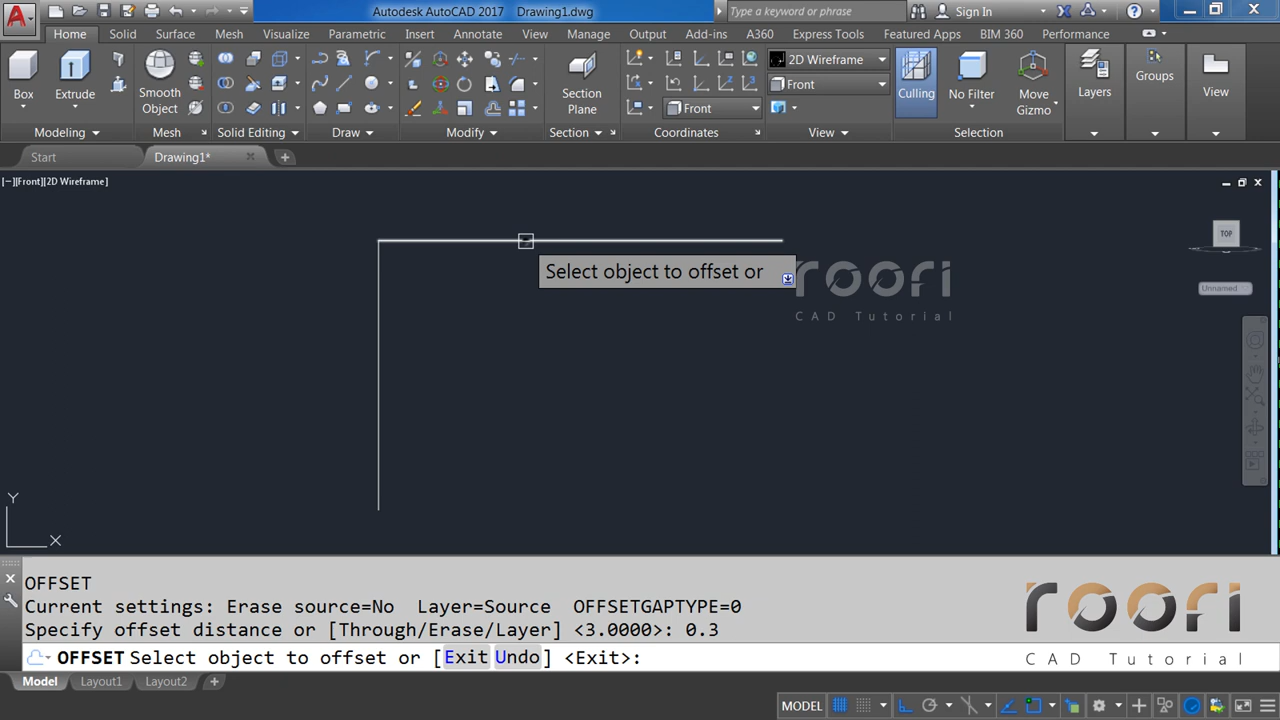 Autodesk AutoCAD 2017 Drawing1.dwg
Type a keyword or phrase
Sign In
Home Solid Surface Mesh Visualize Parametric Insert Annotate View Manage Output Add-ins A360 Express Tools Featured Apps BIM 360 Performance
Box
Extrude
Smooth
Object
Section
Plane
2D Wireframe
Front
Front
Culling
No Filter
Move
Gizmo
Layers
Groups
View
Modeling Mesh Solid Editing Draw Modify Section Coordinates View Selection
Start Drawing1*
[−][Front][2D Wireframe]
TOP
Unnamed
Select object to offset or
roofi
CAD Tutorial
Y
X
OFFSET
Current settings: Erase source=No Layer=Source OFFSETGAPTYPE=0
Specify offset distance or [Through/Erase/Layer] <3.0000>: 0.3
OFFSET Select object to offset or [Exit Undo] <Exit>:
roofi
CAD Tutorial
Model Layout1 Layout2
MODEL